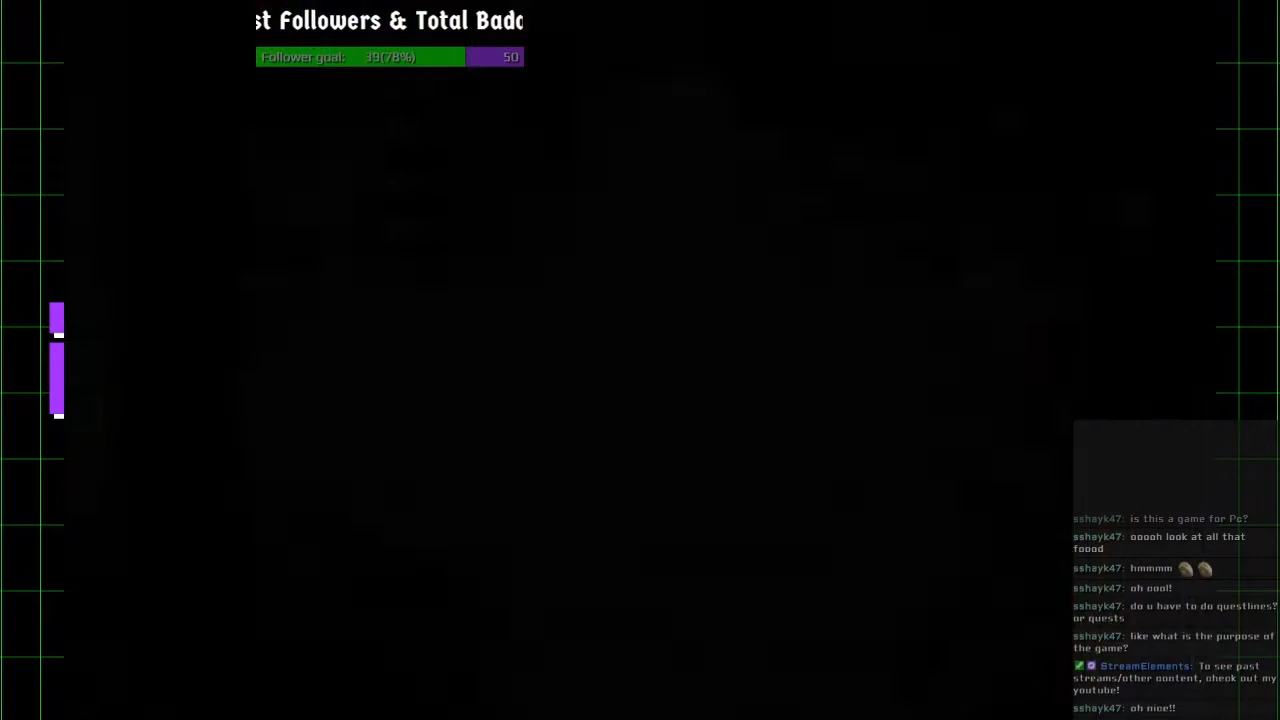 st Followers & Total Bado
Follower goal: 39(78%) 50
sshayk47: is this a game for Pc?
sshayk47: ooooh look at all that
foood
sshayk47: hmmmm
sshayk47: oh cool!
sshayk47: do u have to do questlines?
or quests
sshayk47: like what is the purpose of
the game?
StreamElements: To see past
streams/other content, check out my
youtube!
sshayk47: oh nice!!